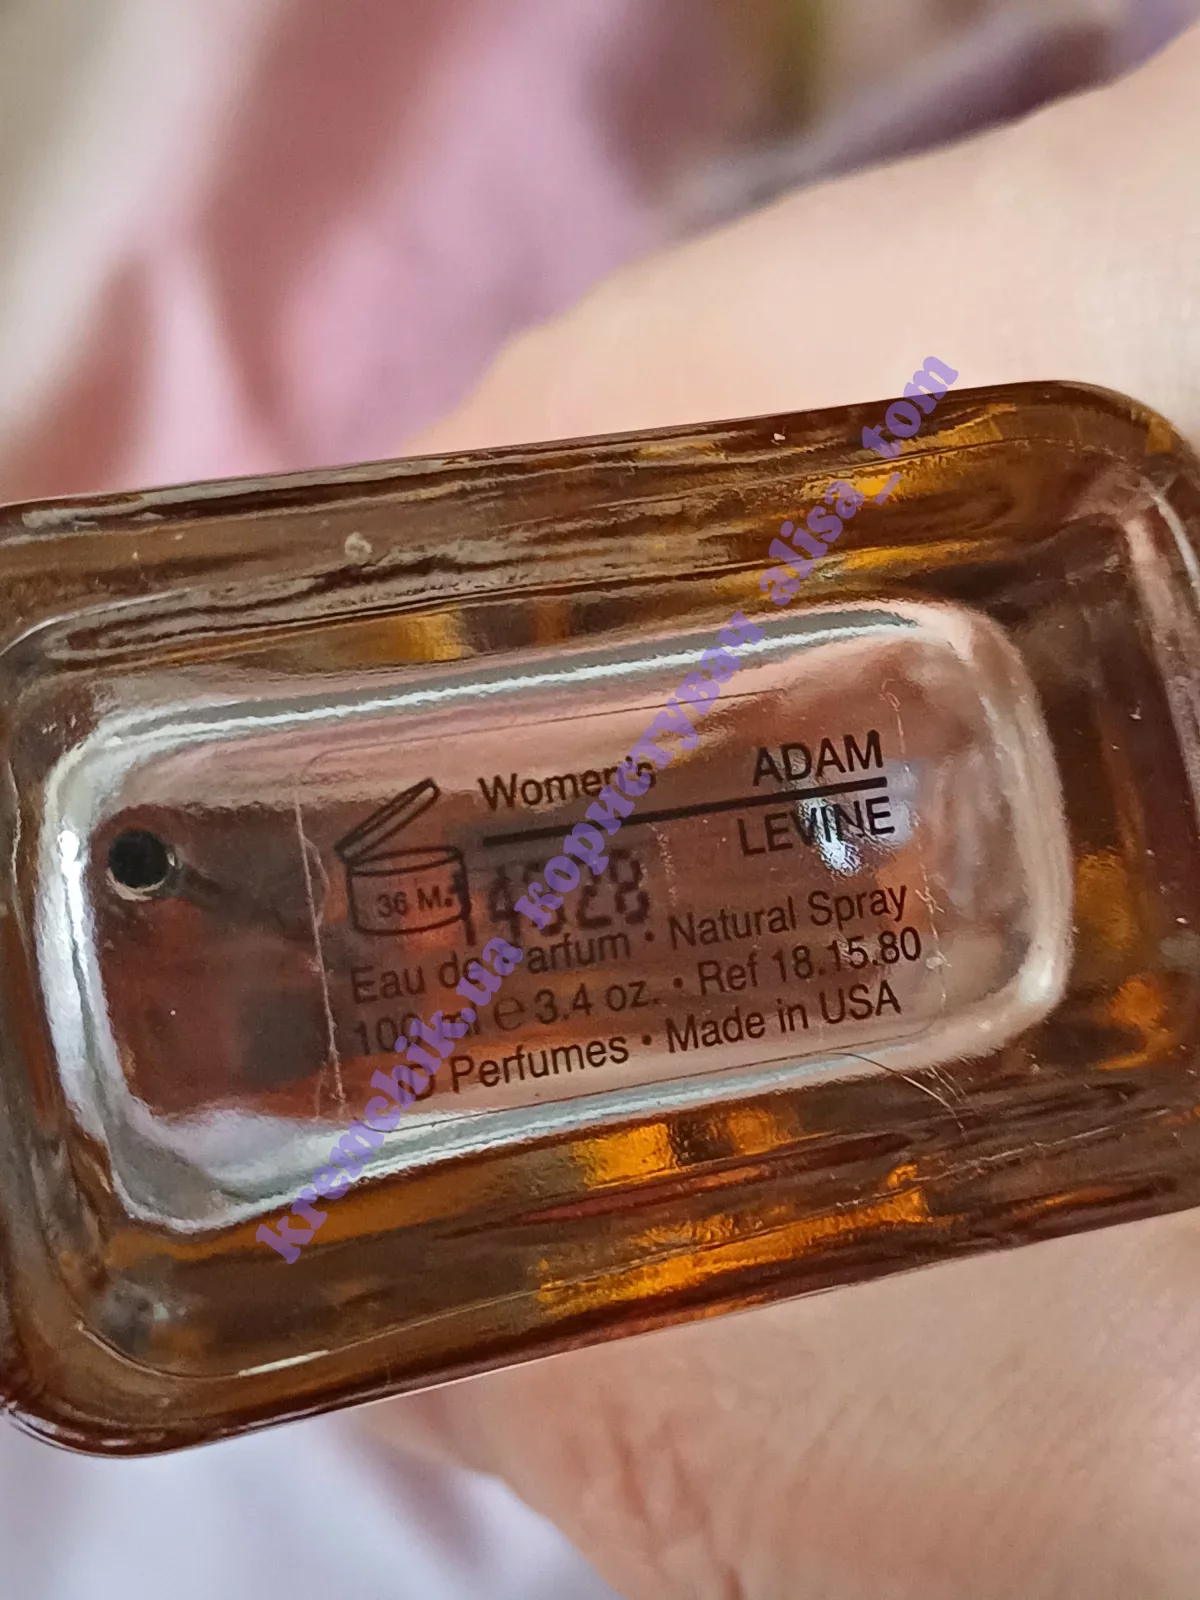 Women's
ADAM
LEVINE
36 M.
Eau de Parfum • Natural Spray
100 ml e 3.4 oz. • Ref 18.15.80
Perfumes • Made in USA
kremchik.ua користувач alisa_tom